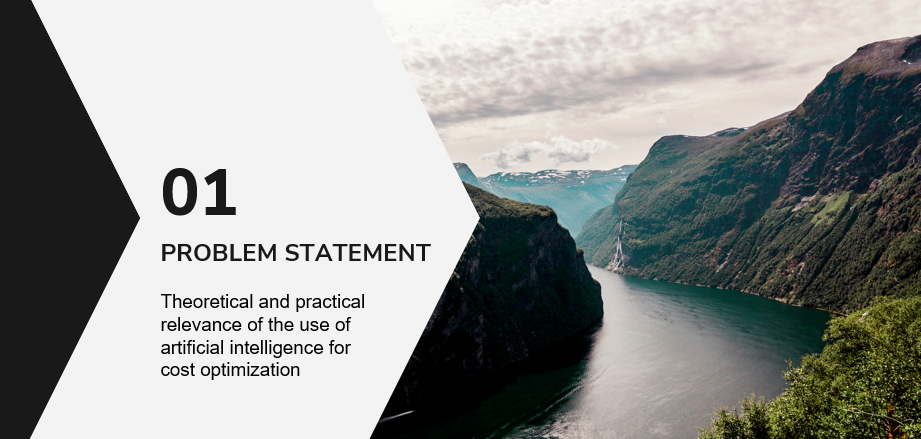 01
PROBLEM STATEMENT
Theoretical and practical
relevance of the use of
artificial intelligence for
cost optimization